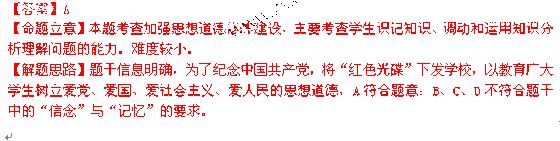 【答案】A
【命题立意】本题考查加强思想道德 建设，主要考查学生识记知识、调动和运用知识分
析理解问题的能力。难度较小。
【解题思路】题干信息明确，为了纪念中国共产党，将“红色光碟”下发学校，以教育广大
学生树立爱党、爱国、爱社会主义、爱人民的思想道德，A符合题意；B、C、D不符合题干
中的“信念”与“记忆”的要求。